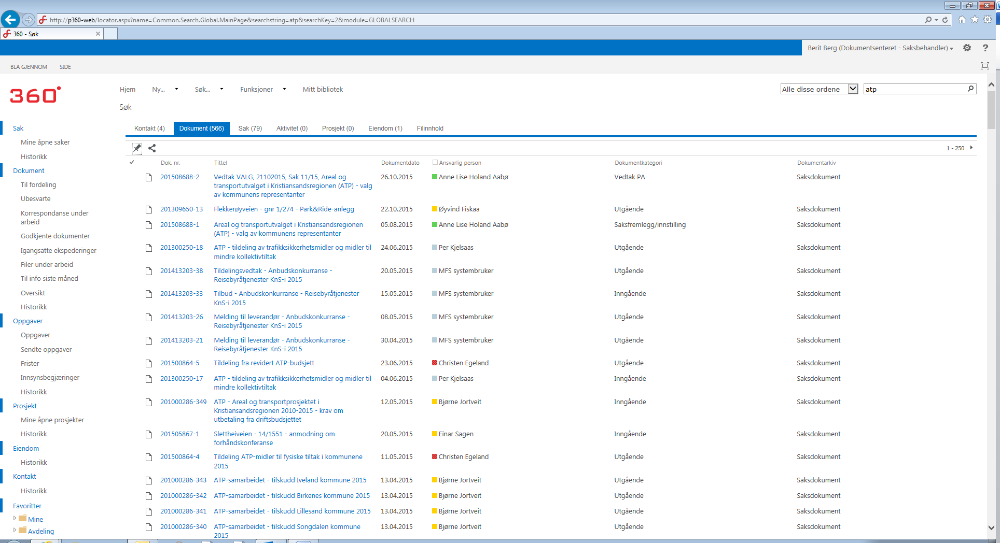 http://p360-web/locator.aspx?name=Common.Search.Global.MainPage&searchstring=atp&searchKey=2&module=GLOBALSEARCH
360 - Søk
Berit Berg (Dokumentsenteret - Saksbehandler)
?
BLA GJENNOM SIDE
360°
Hjem Ny... Søk... Funksjoner Mitt bibliotek
Alle disse ordene atp
Søk
Kontakt (4) Dokument (566) Sak (79) Aktivitet (0) Prosjekt (0) Eiendom (1) Filinnhold
1 - 250
Sak
Mine åpne saker
Historikk
Dokument
Til fordeling
Ubesvarte
Korrespondanse under
arbeid
Godkjente dokumenter
Igangsatte ekspederinger
Filer under arbeid
Til info siste måned
Oversikt
Historikk
Oppgaver
Oppgaver
Sendte oppgaver
Frister
Innsynsbegjæringer
Historikk
Prosjekt
Mine åpne prosjekter
Historikk
Eiendom
Historikk
Kontakt
Historikk
Favoritter
Mine
Avdeling
Dok. nr. Tittel Dokumentdato Ansvarlig person Dokumentkategori Dokumentarkiv
201508688-2 Vedtak VALG, 21102015, Sak 11/15, Areal og 26.10.2015 Anne Lise Holand Aabø Vedtak PA Saksdokument
transportutvalget i Kristiansandsregionen (ATP) - valg
av kommunens representanter
201309650-13 Flekkerøyveien - gnr 1/274 - Park&Ride-anlegg 22.10.2015 Øyvind Fiskaa Utgående Saksdokument
201508688-1 Areal og transportutvalget i Kristiansandsregionen 05.08.2015 Anne Lise Holand Aabø Saksfremlegg/innstilling Saksdokument
(ATP) - valg av kommunens representanter
201300250-18 ATP - tildeling av trafikksikkerhetsmidler og midler til 24.06.2015 Per Kjelsaas Utgående Saksdokument
mindre kollektivtiltak
201413203-38 Tildelingsvedtak - Anbudskonkurranse - 20.05.2015 MFS systembruker Utgående Saksdokument
Reisebyråtjenester KnS-i 2015
201413203-33 Tilbud - Anbudskonkurranse - Reisebyråtjenester 15.05.2015 MFS systembruker Inngående Saksdokument
KnS-i 2015
201413203-26 Melding til leverandør - Anbudskonkurranse - 08.05.2015 MFS systembruker Utgående Saksdokument
Reisebyråtjenester KnS-i 2015
201413203-21 Melding til leverandør - Anbudskonkurranse - 30.04.2015 MFS systembruker Utgående Saksdokument
Reisebyråtjenester KnS-i 2015
201500864-5 Tildeling fra revidert ATP-budsjett 23.06.2015 Christen Egeland Utgående Saksdokument
201300250-17 ATP - tildeling av trafikksikkerhetsmidler og midler til 04.06.2015 Per Kjelsaas Inngående Saksdokument
mindre kollektivtiltak
201000286-349 ATP - Areal og transportprosjektet i 12.05.2015 Bjørne Jortveit Inngående Saksdokument
Kristiansandsregionen 2010-2015 - krav om
utbetaling fra driftsbudsjettet
201505867-1 Slettheiveien - 14/1551 - anmodning om 20.05.2015 Einar Sagen Inngående Saksdokument
forhåndskonferanse
201500864-4 Tildeling ATP-midler til fysiske tiltak i kommunene 11.05.2015 Christen Egeland Utgående Saksdokument
2015
201000286-343 ATP-samarbeidet - tilskudd Iveland kommune 2015 13.04.2015 Bjørne Jortveit Utgående Saksdokument
201000286-342 ATP-samarbeidet - tilskudd Birkenes kommune 2015 13.04.2015 Bjørne Jortveit Utgående Saksdokument
201000286-341 ATP-samarbeidet - tilskudd Lillesand kommune 2015 13.04.2015 Bjørne Jortveit Utgående Saksdokument
201000286-340 ATP-samarbeidet - tilskudd Songdalen kommune 13.04.2015 Bjørne Jortveit Utgående Saksdokument
2015